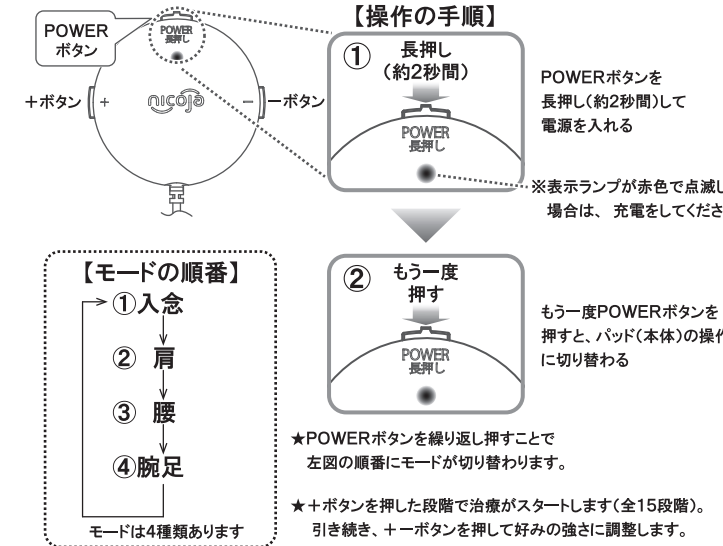 【操作の手順】
POWER
ボタン
POWER
長押し
＋ボタン
＋
nicoja
－
ーボタン
① 長押し
（約2秒間）
POWER
長押し
POWERボタンを
長押し（約2秒間）して
電源を入れる
※表示ランプが赤色で点滅し
場合は、 充電をしてくださ
【モードの順番】
①入念
② 肩
③ 腰
④腕足
モードは4種類あります
② もう一度
押す
POWER
長押し
もう一度POWERボタンを
押すと、パッド（本体）の操作
に切り替わる
★POWERボタンを繰り返し押すことで
左図の順番にモードが切り替わります。
★＋ボタンを押した段階で治療がスタートします（全15段階）。
引き続き、＋ーボタンを押して好みの強さに調整します。